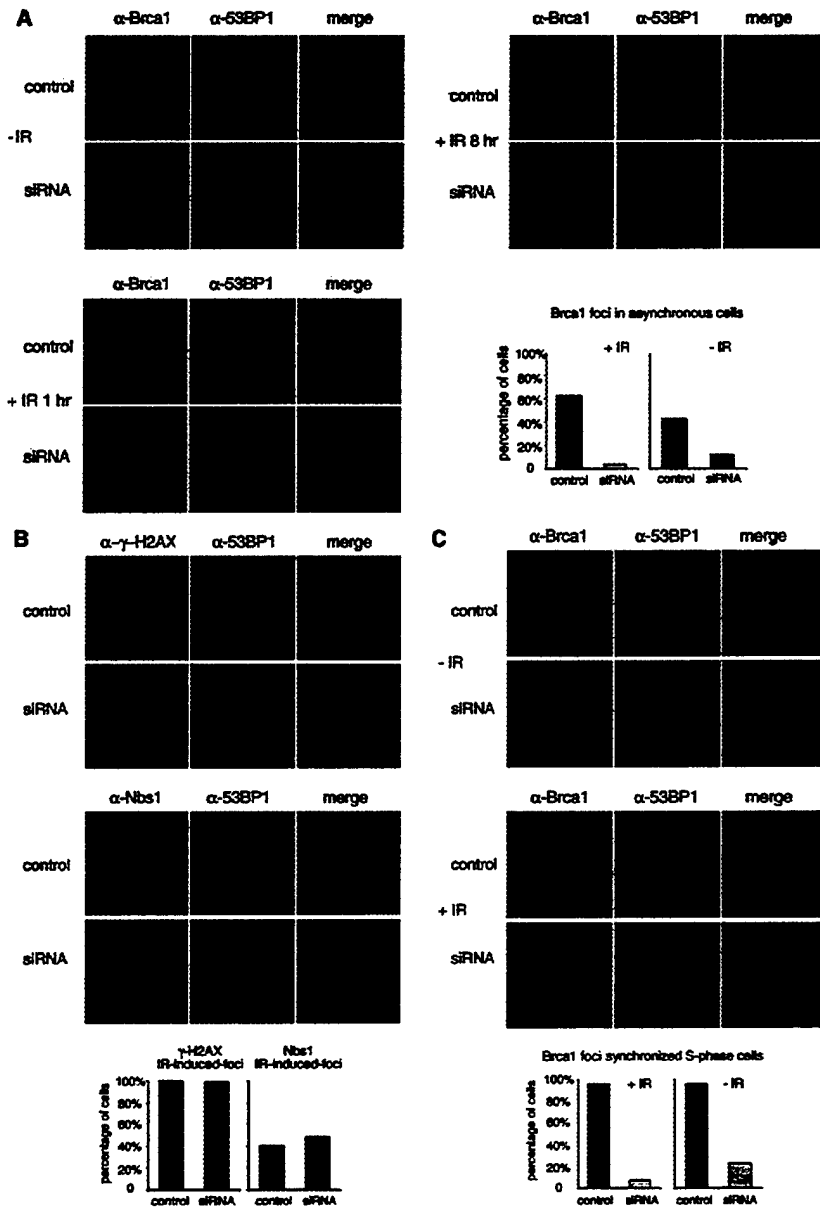 A
α-Brca1 α-53BP1 merge
control
- IR
siRNA
α-Brca1 α-53BP1 merge
control
+ IR 8 hr
siRNA
α-Brca1 α-53BP1 merge
control
+ IR 1 hr
siRNA
Brca1 foci in asynchronous cells
+ IR - IR
percentage of cells
100%
80%
60%
40%
20%
0
control siRNA control siRNA
B
α-γ-H2AX α-53BP1 merge
control
siRNA
α-Nbs1 α-53BP1 merge
control
siRNA
γ-H2AX
IR-induced-foci
Nbs1
IR-induced-foci
percentage of cells
100%
80%
60%
40%
20%
control siRNA control siRNA
C
α-Brca1 α-53BP1 merge
control
- IR
siRNA
α-Brca1 α-53BP1 merge
control
+ IR
siRNA
Brca1 foci synchronized S-phase cells
+ IR - IR
percentage of cells
100%
80%
60%
40%
20%
0
control siRNA control siRNA